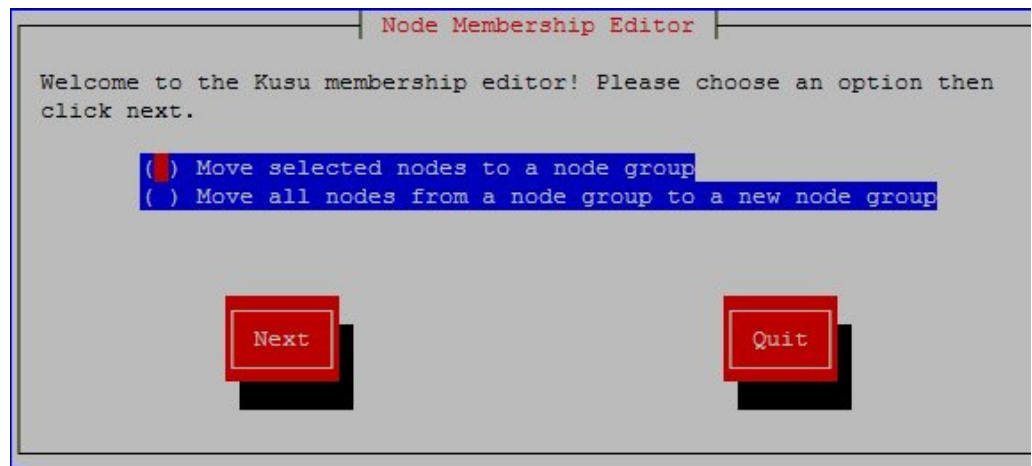 Node Membership Editor
Welcome to the Kusu membership editor! Please choose an option then
click next.
( ) Move selected nodes to a node group
( ) Move all nodes from a node group to a new node group
Next
Quit